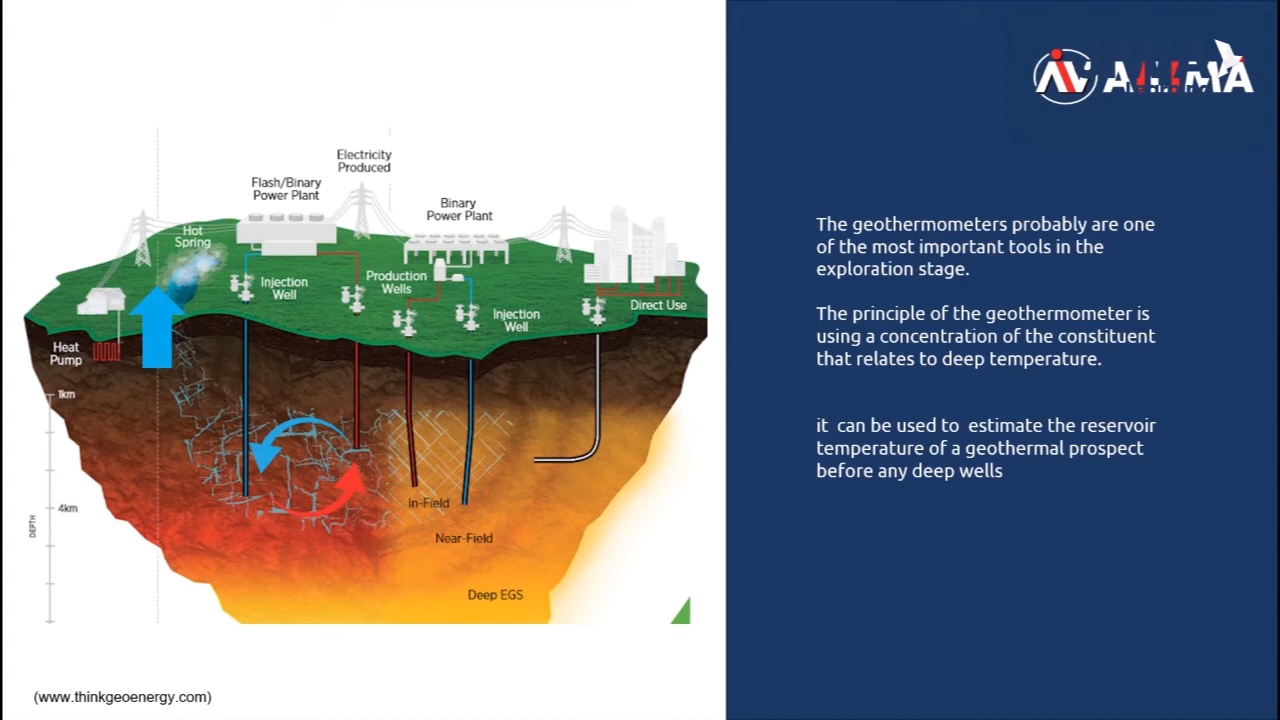 Electricity
Produced
Flash/Binary
Power Plant
Binary
Power Plant
Hot
Spring
Injection
Well
Production
Wells
Injection
Well
Direct Use
Heat
Pump
1km
4km
DEPTH
In-Field
Near-Field
Deep EGS
(www.thinkgeoenergy.com)
The geothermometers probably are one
of the most important tools in the
exploration stage.
The principle of the geothermometer is
using a concentration of the constituent
that relates to deep temperature.
it can be used to estimate the reservoir
temperature of a geothermal prospect
before any deep wells